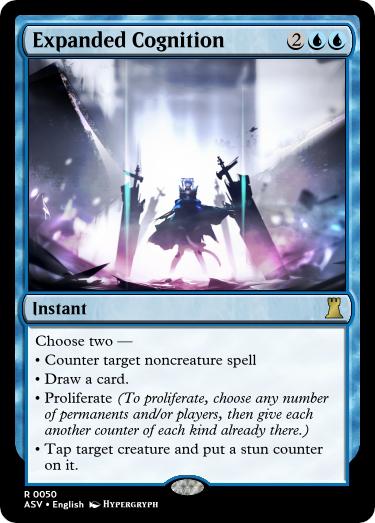 Expanded Cognition 2
Instant
Choose two —
• Counter target noncreature spell
• Draw a card.
• Proliferate (To proliferate, choose any number
of permanents and/or players, then give each
another counter of each kind already there.)
• Tap target creature and put a stun counter
on it.
R 0050
ASV • English HYPERGRYPH